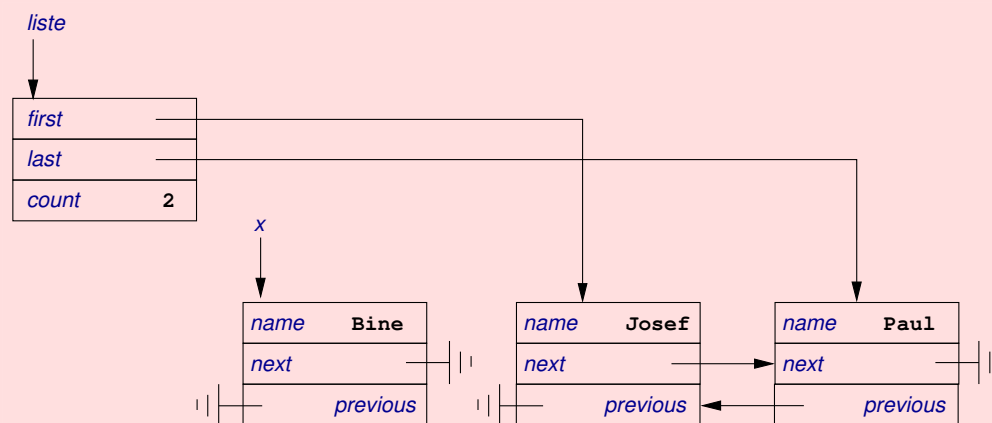 liste
first
last
count 2
x
name Bine name Josef name Paul
next next next
previous previous previous